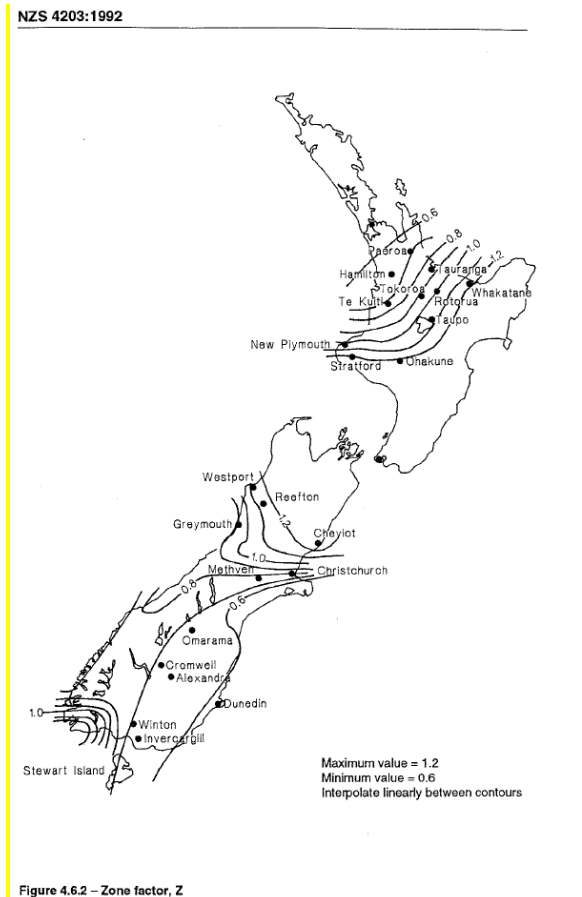 NZS 4203:1992
0.6
0.8
1.0
1.2
Paeroa
Hamilton
Tauranga
Tokoroa
Whakatane
Te Kuiti
Rotorua
Taupo
New Plymouth
Stratford
Ohakune
Westport
Reefton
1.2
Greymouth
Cheviot
1.0
Methven
Christchurch
0.8
0.6
Omarama
Cromwell
Alexandra
Dunedin
1.0
Winton
Invercargill
Stewart Island
Maximum value = 1.2
Minimum value = 0.6
Interpolate linearly between contours
Figure 4.6.2 – Zone factor, Z